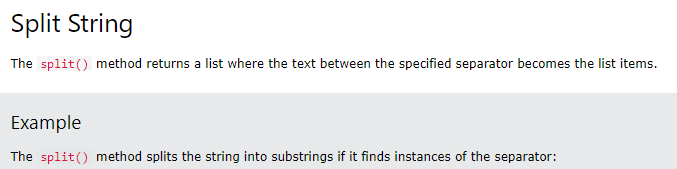 Split String
The split() method returns a list where the text between the specified separator becomes the list items.
Example
The split() method splits the string into substrings if it finds instances of the separator: